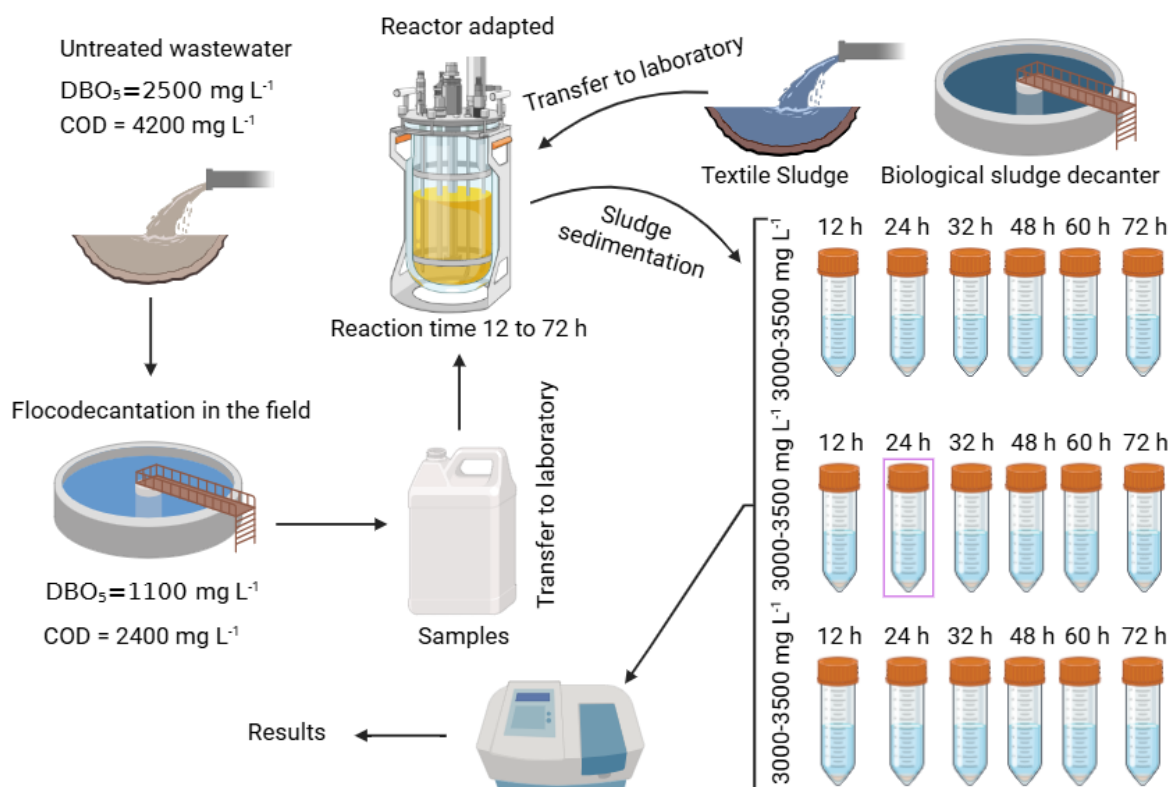 Untreated wastewater
DBO₅=2500 mg L⁻¹
COD = 4200 mg L⁻¹
Reactor adapted
Transfer to laboratory
Textile Sludge
Biological sludge decanter
Sludge
sedimentation
Reaction time 12 to 72 h
Flocodecantation in the field
DBO₅=1100 mg L⁻¹
COD = 2400 mg L⁻¹
Samples
Transfer to laboratory
3000-3500 mg L⁻¹
12 h 24 h 32 h 48 h 60 h 72 h
3000-3500 mg L⁻¹
12 h 24 h 32 h 48 h 60 h 72 h
3000-3500 mg L⁻¹
12 h 24 h 32 h 48 h 60 h 72 h
Results